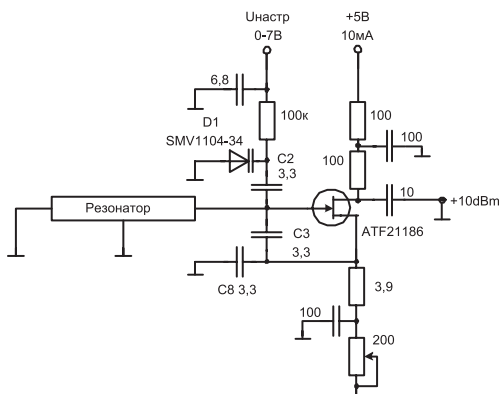 Uнастр
0-7В
+5В
10мА
6,8
D1
SMV1104-34
100к
100
100
100
C2
3,3
10
+10dBm
Резонатор
ATF21186
C3
3,3
C8 3,3
3,9
100
200